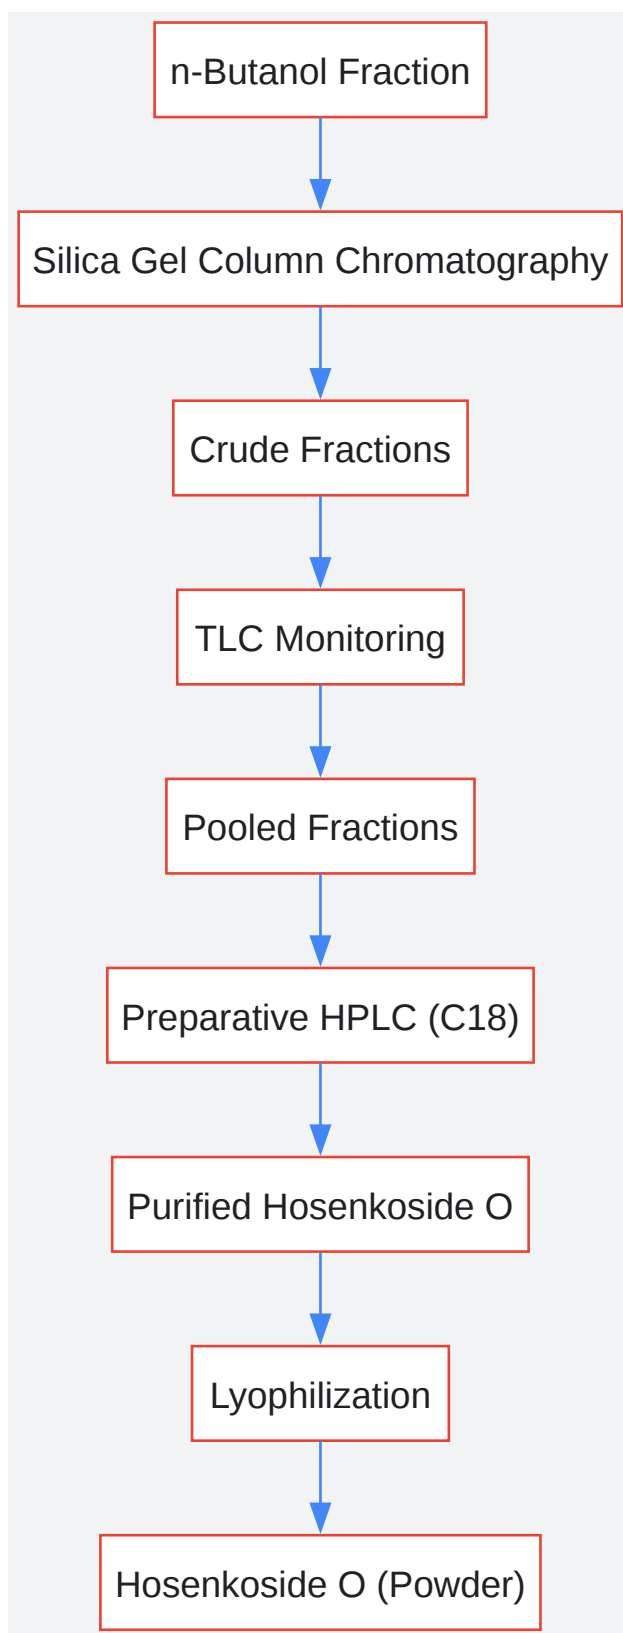 n-Butanol Fraction
Silica Gel Column Chromatography
Crude Fractions
TLC Monitoring
Pooled Fractions
Preparative HPLC (C18)
Purified Hosenkoside O
Lyophilization
Hosenkoside O (Powder)